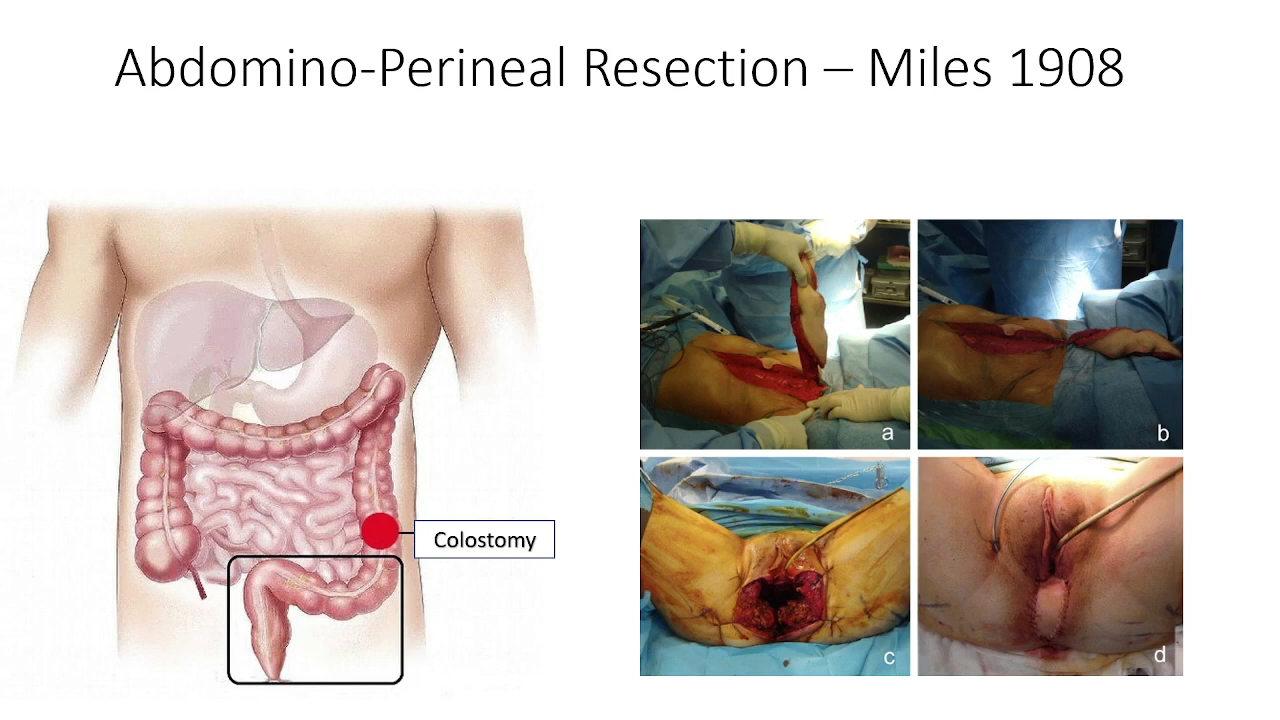 Abdomino-Perineal Resection – Miles 1908
Colostomy
a
b
c
d